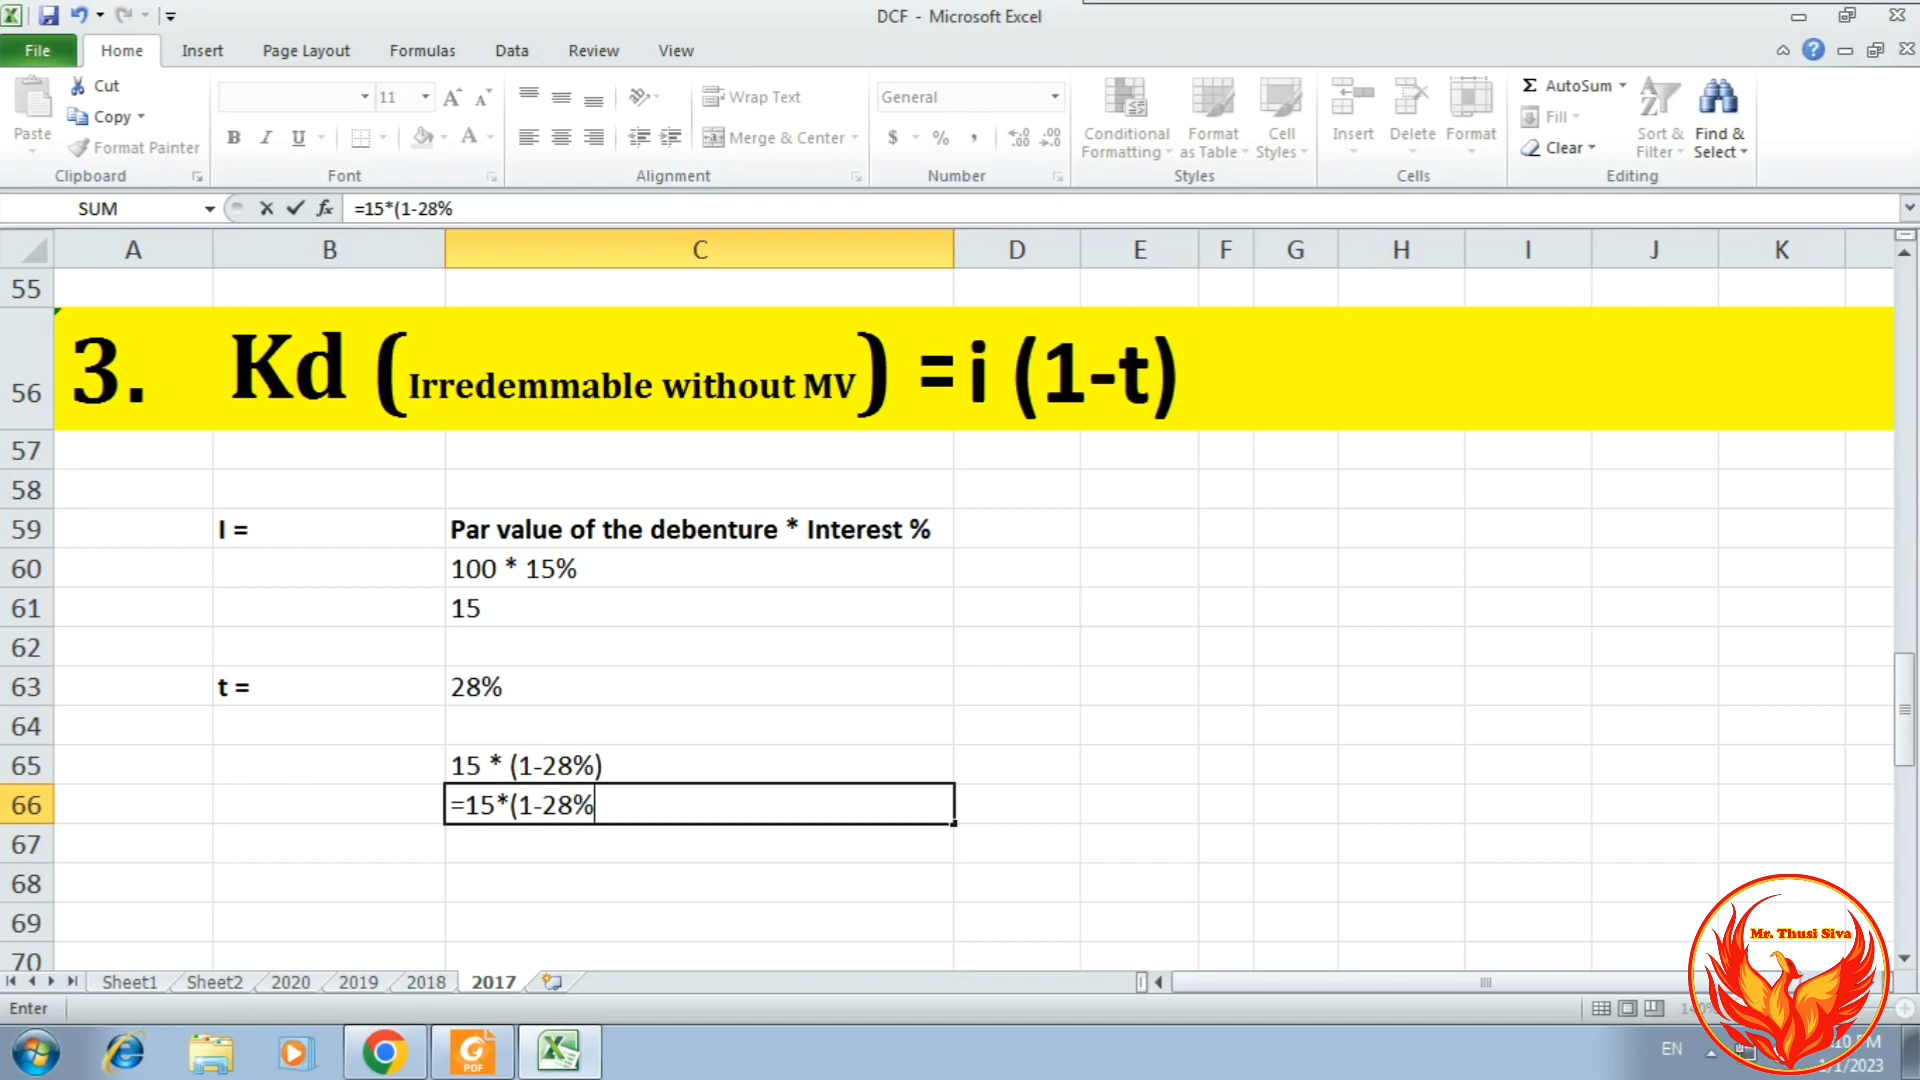 DCF - Microsoft Excel
File Home Insert Page Layout Formulas Data Review View
Paste
Cut
Copy
Format Painter
Clipboard
11
B I U
Font
Wrap Text
Merge & Center
Alignment
General
$ % ,
Number
Conditional Formatting
Format as Table
Cell Styles
Styles
Insert Delete Format
Cells
Σ AutoSum
Fill
Clear
Sort & Filter
Find & Select
Editing
SUM fx =15*(1-28%
A B C D E F G H I J K
55
56 3. Kd (Irredemmable without MV) = i (1-t)
57
58
59 I = Par value of the debenture * Interest %
60 100 * 15%
61 15
62
63 t = 28%
64
65 15 * (1-28%)
66 =15*(1-28%
67
68
69
70
Mr. Thusi Siva
Sheet1 Sheet2 2020 2019 2018 2017
Enter
PDF
EN
1/1/2023